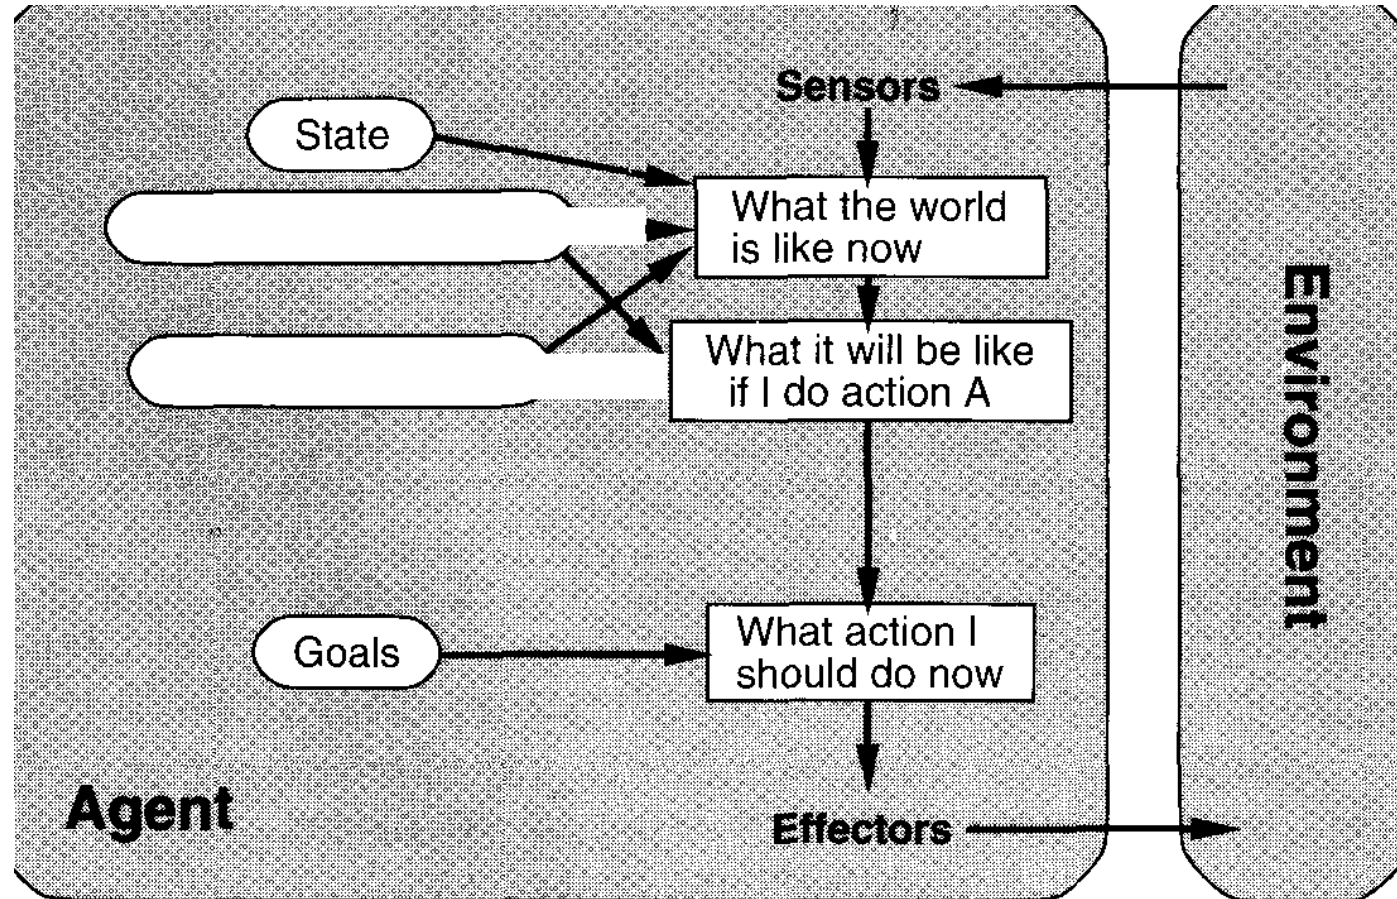 Sensors
State
What the world
is like now
What it will be like
if I do action A
Environment
Goals
What action I
should do now
Agent
Effectors